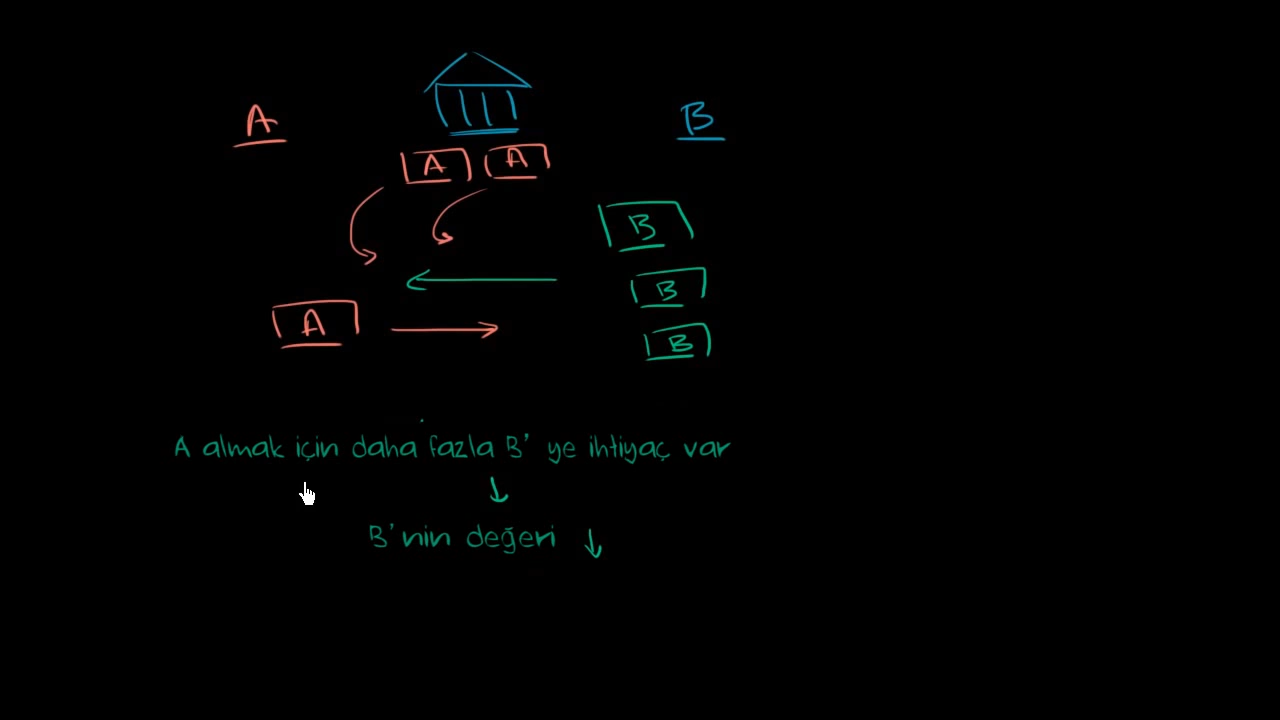 A B
A A
B
B
A B
A almak için daha fazla B' ye ihtiyaç var
B'nin değeri